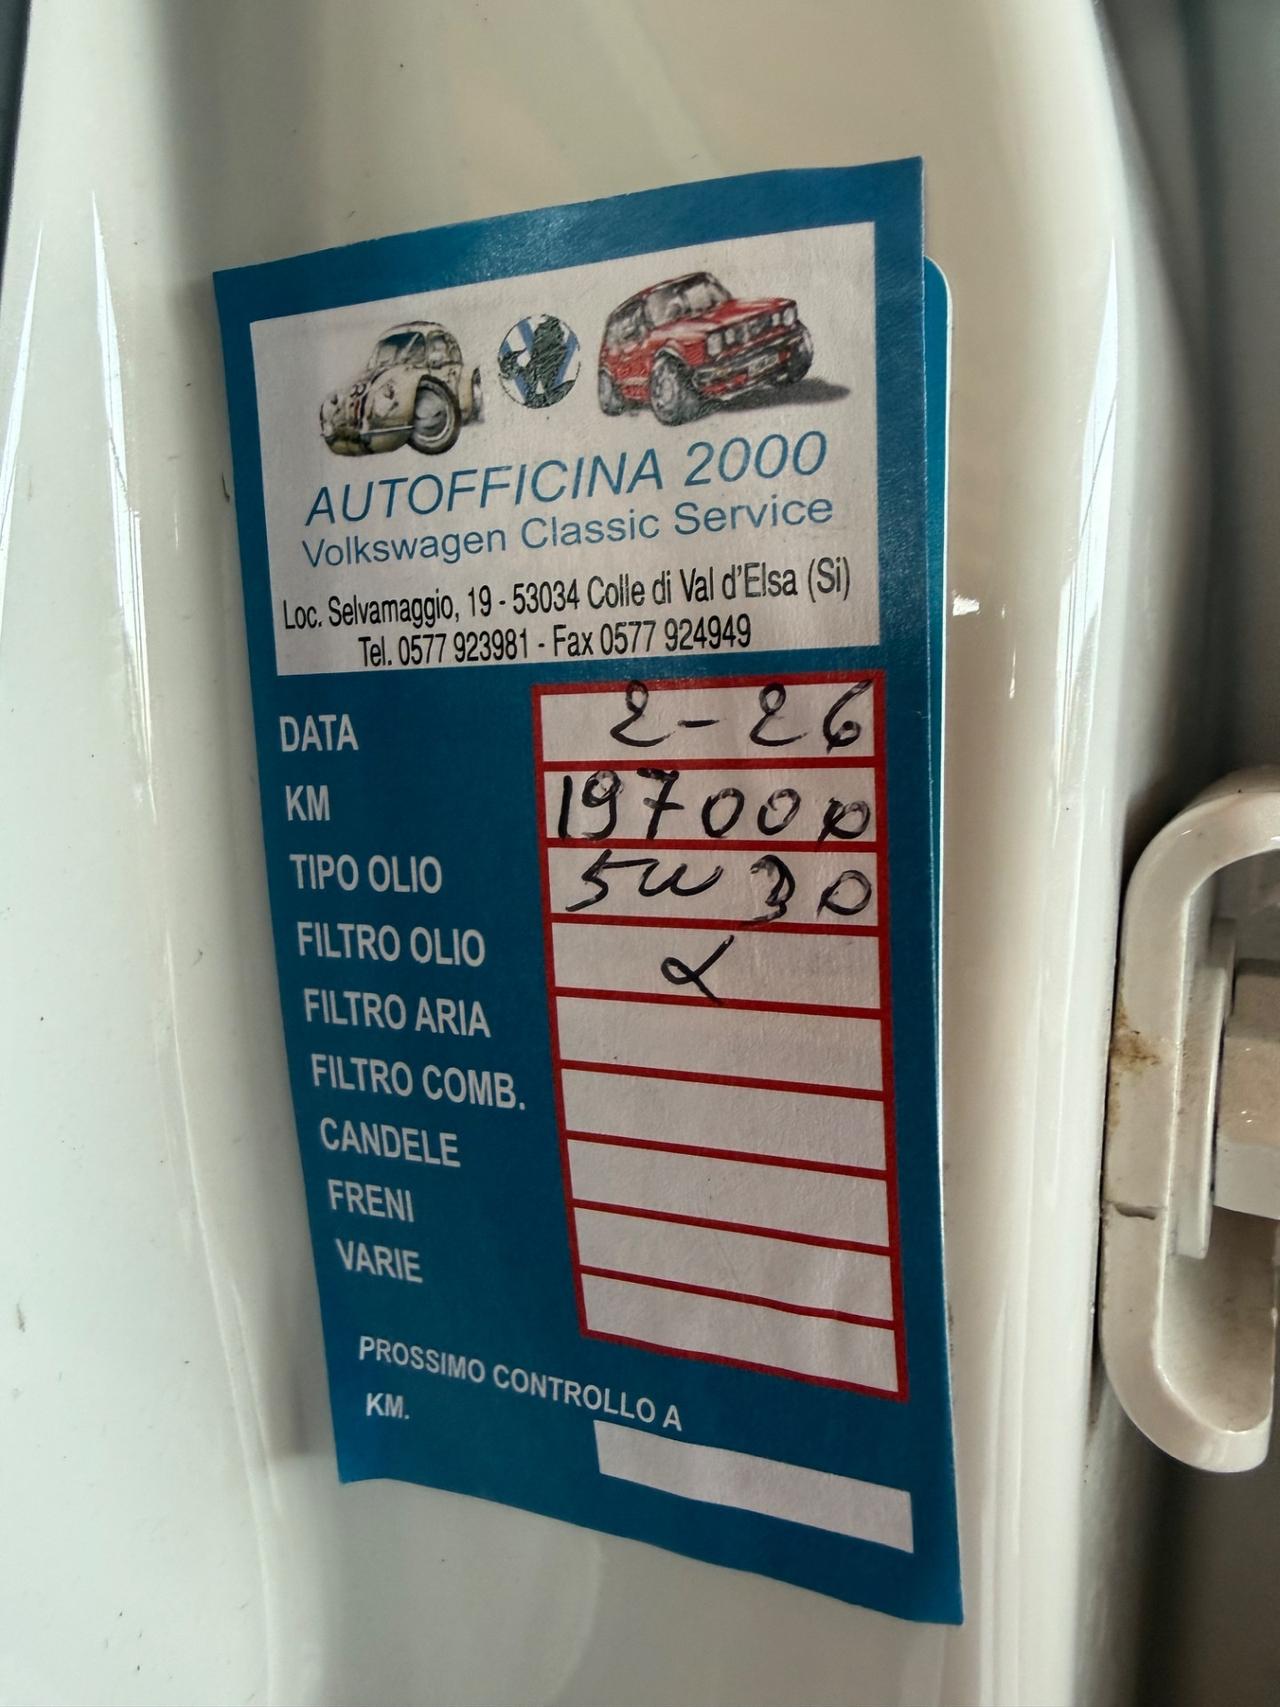 AUTOFFICINA 2000
Volkswagen Classic Service
Loc. Selvamaggio, 19 - 53034 Colle di Val d'Elsa (Si)
Tel. 0577 923981 - Fax 0577 924949
DATA 2-26
KM 197000
TIPO OLIO 5W30
FILTRO OLIO
FILTRO ARIA
FILTRO COMB.
CANDELE
FRENI
VARIE
PROSSIMO CONTROLLO A
KM.